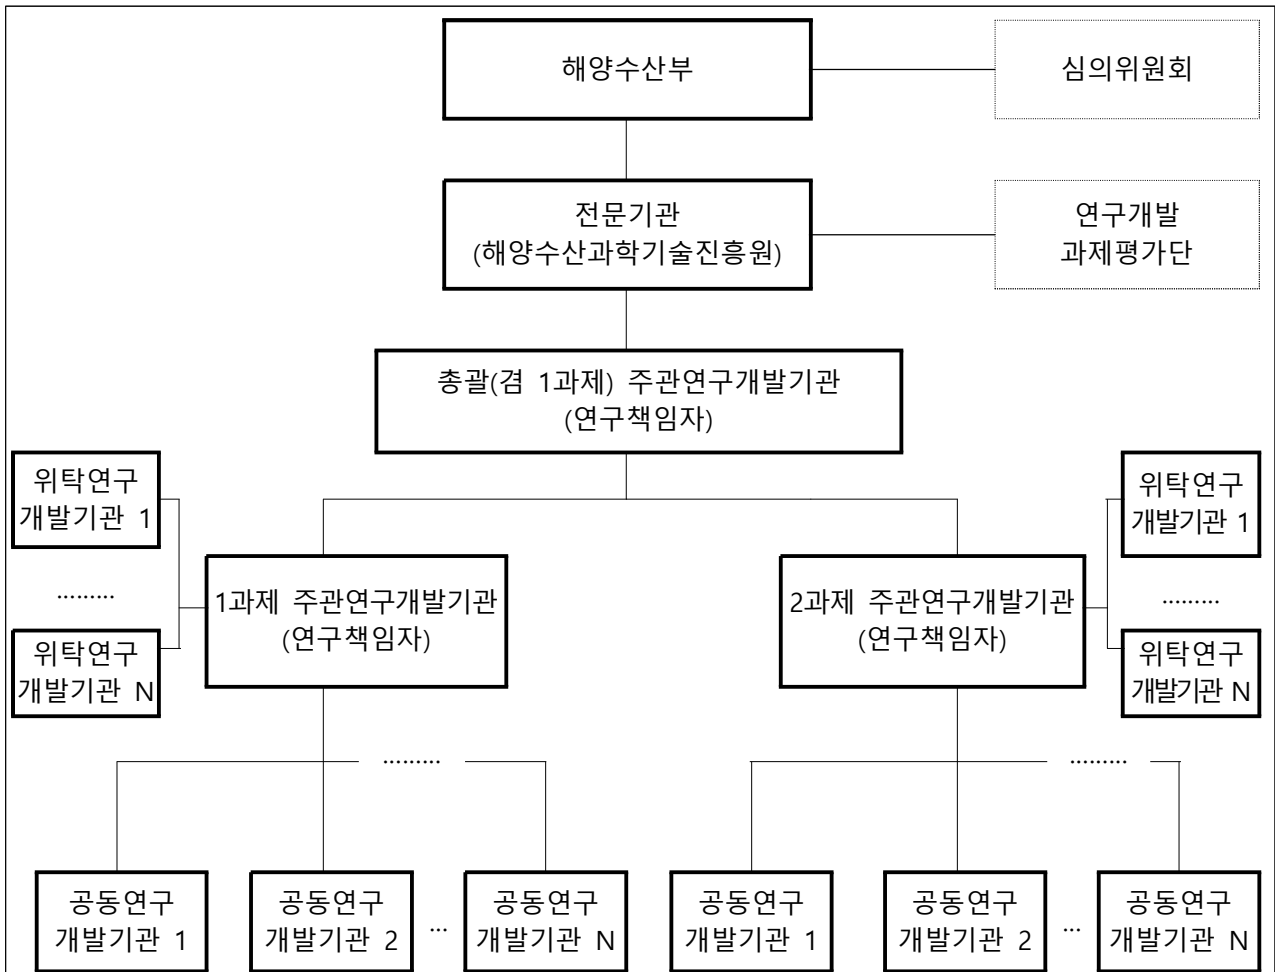 해양수산부
심의위원회
전문기관
(해양수산과학기술진흥원)
연구개발
과제평가단
총괄(겸 1과제) 주관연구개발기관
(연구책임자)
위탁연구
개발기관 1
.........
위탁연구
개발기관 N
1과제 주관연구개발기관
(연구책임자)
2과제 주관연구개발기관
(연구책임자)
위탁연구
개발기관 1
.........
위탁연구
개발기관 N
.........
.........
공동연구
개발기관 1
공동연구
개발기관 2
...
공동연구
개발기관 N
공동연구
개발기관 1
공동연구
개발기관 2
...
공동연구
개발기관 N